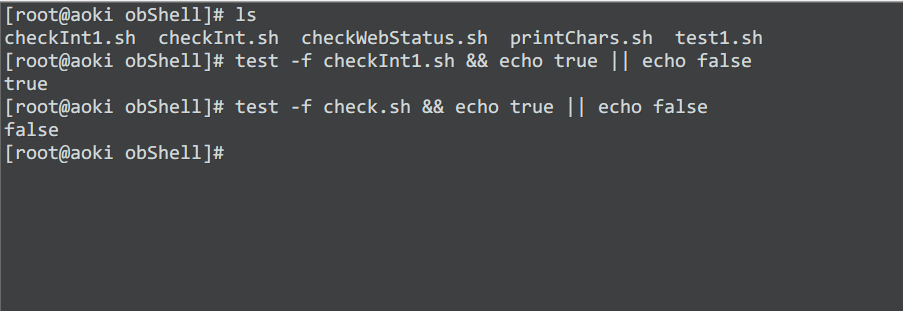 [root@aoki obShell]# ls
checkInt1.sh  checkInt.sh  checkWebStatus.sh  printChars.sh  test1.sh
[root@aoki obShell]# test -f checkInt1.sh && echo true || echo false
true
[root@aoki obShell]# test -f check.sh && echo true || echo false
false
[root@aoki obShell]#